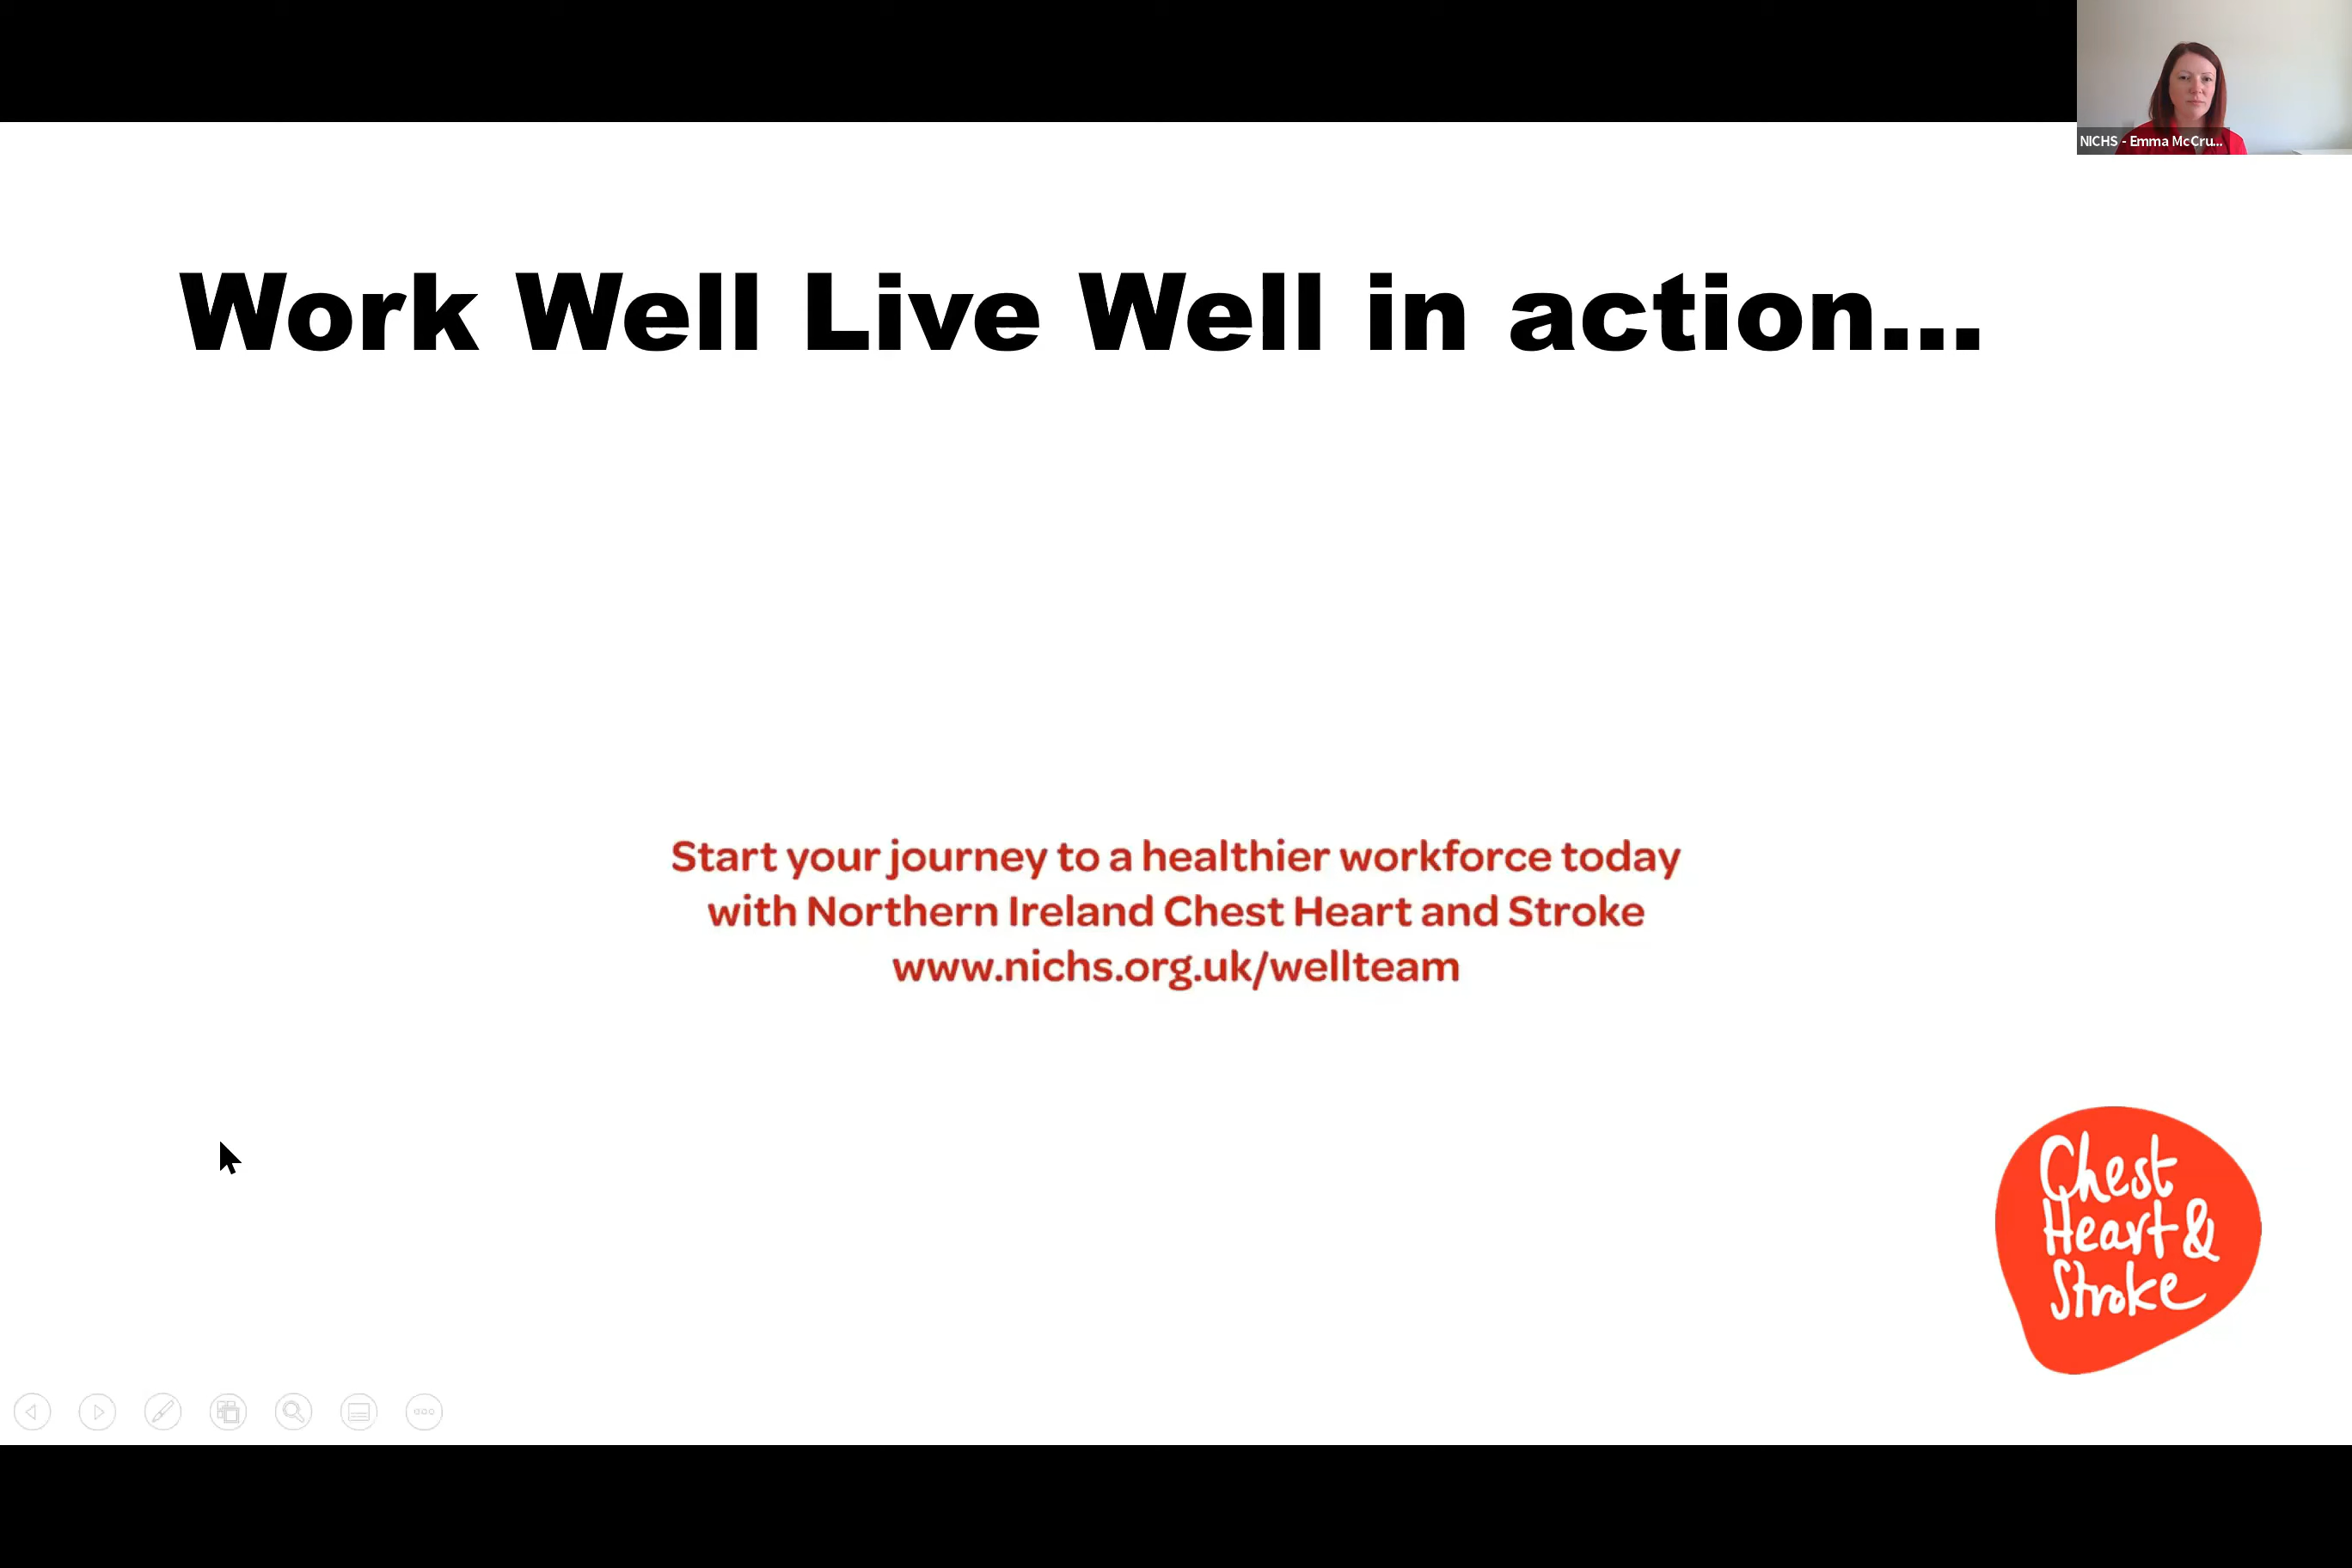 NICHS - Emma McCru...
Work Well Live Well in action...
Start your journey to a healthier workforce today
with Northern Ireland Chest Heart and Stroke
www.nichs.org.uk/wellteam
Chest
Heart &
Stroke